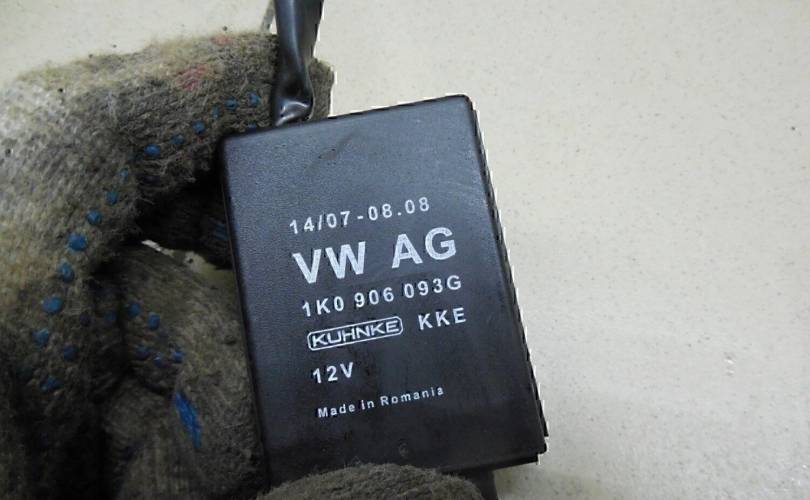 14/07-08.08
VW AG
1K0 906 093G
KUHNKE KKE
12V
Made in Romania